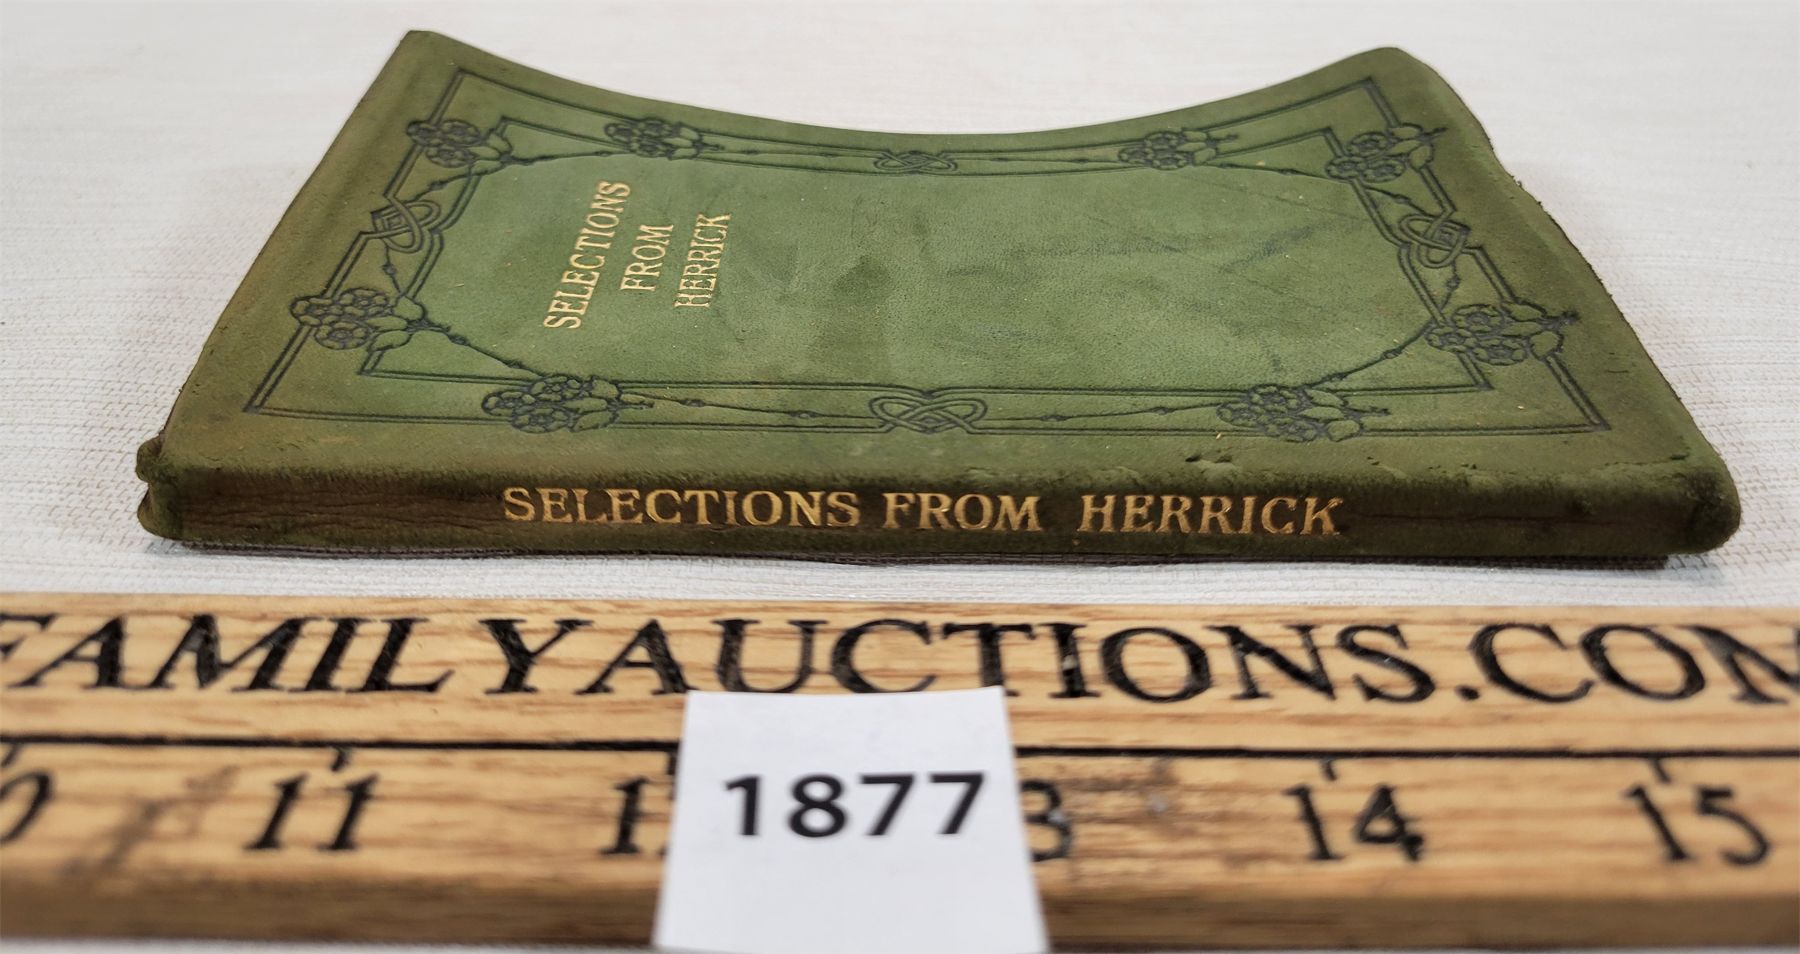 SELECTIONS
FROM
HERRICK
SELECTIONS FROM HERRICK
FAMILYAUCTIONS.COM
11
1877
14
15